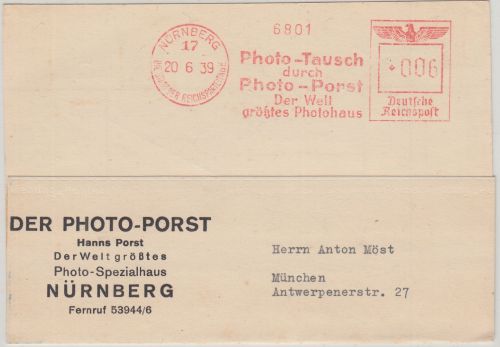 6801
NÜRNBERG
17
20 6 39
Photo-Tausch
durch
Photo-Porst
Der Welt
größtes Photohaus
006
Deutsche
Reichspost
DER PHOTO-PORST
Hanns Porst
Der Welt größtes
Photo-Spezialhaus
NÜRNBERG
Fernruf 53944/6
Herrn Anton Möst
München
Antwerpenerstr. 27